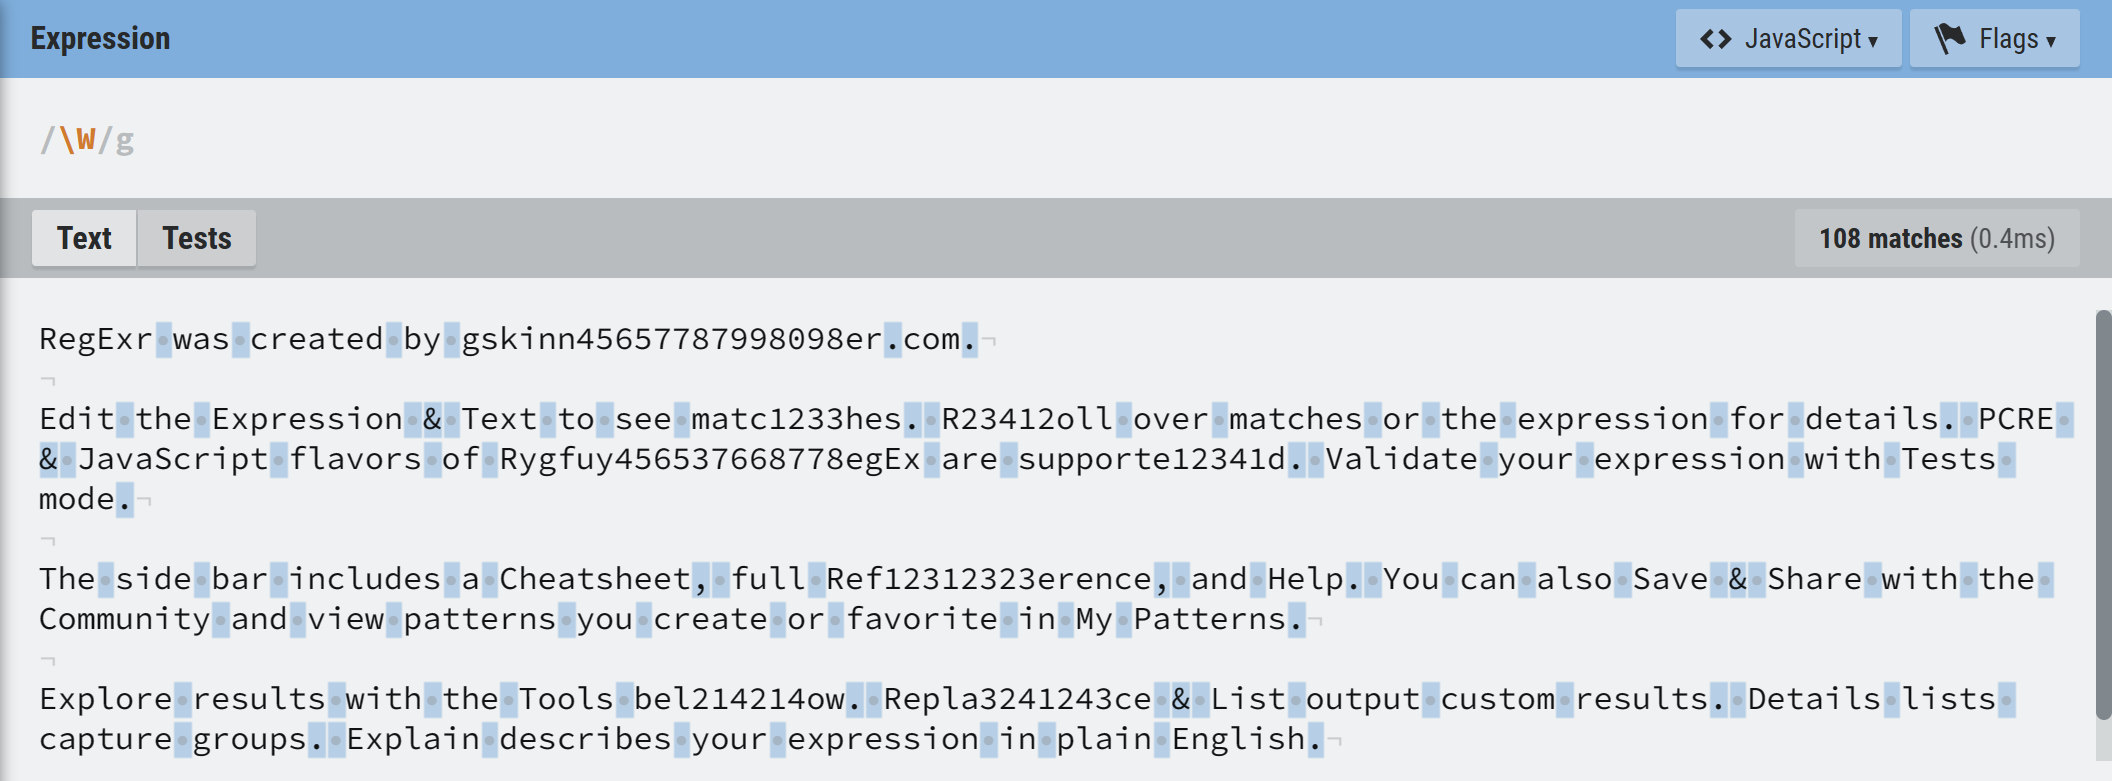 Expression
<> JavaScript ▾
Flags ▾
/\W/g
Text
Tests
108 matches (0.4ms)
RegExr·was·created·by·gskinn45657787998098er.com.¬
¬
Edit·the·Expression·&·Text·to·see·matc1233hes.·R23412oll·over·matches·or·the·expression·for·details.·PCRE·
&·JavaScript·flavors·of·Rygfuy456537668778egEx·are·supporte12341d.·Validate·your·expression·with·Tests·
mode.¬
¬
The·side·bar·includes·a·Cheatsheet,·full·Ref12312323erence,·and·Help.·You·can·also·Save·&·Share·with·the·
Community·and·view·patterns·you·create·or·favorite·in·My·Patterns.¬
¬
Explore·results·with·the·Tools·bel214214ow.·Repla3241243ce·&·List·output·custom·results.·Details·lists·
capture·groups.·Explain·describes·your·expression·in·plain·English.¬